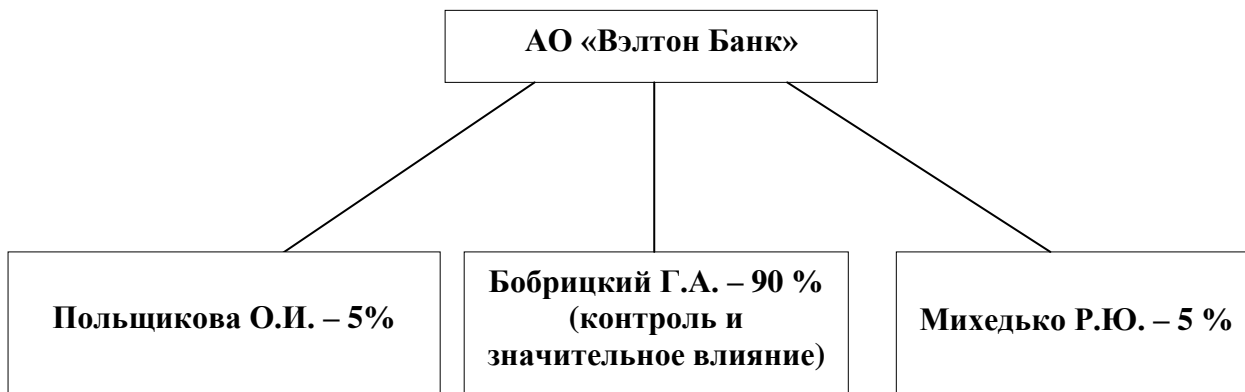 АО «Вэлтон Банк»
Польщикова О.И. – 5%
Бобрицкий Г.А. – 90 %
(контроль и
значительное влияние)
Михедько Р.Ю. – 5 %